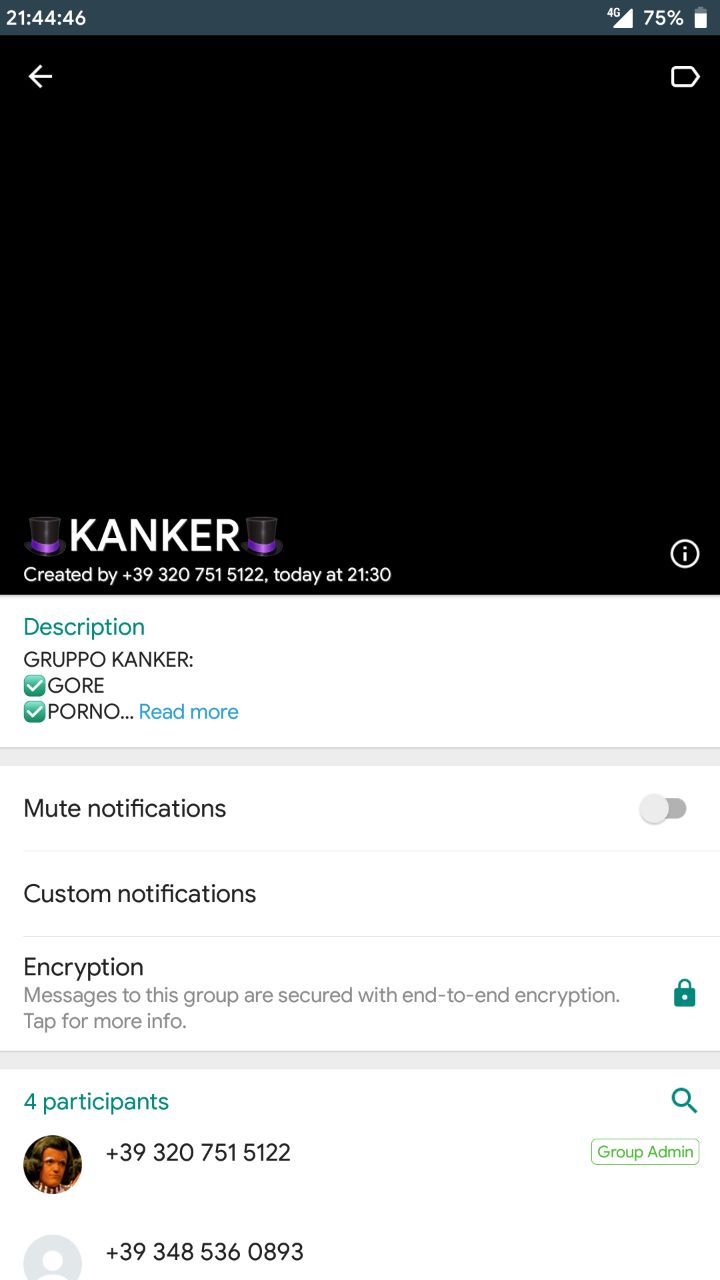 21:44:46 4G 75%
🎩KANKER🎩
Created by +39 320 751 5122, today at 21:30
Description
GRUPPO KANKER:
✅GORE
✅PORNO... Read more
Mute notifications
Custom notifications
Encryption
Messages to this group are secured with end-to-end encryption.
Tap for more info.
4 participants
+39 320 751 5122 Group Admin
+39 348 536 0893